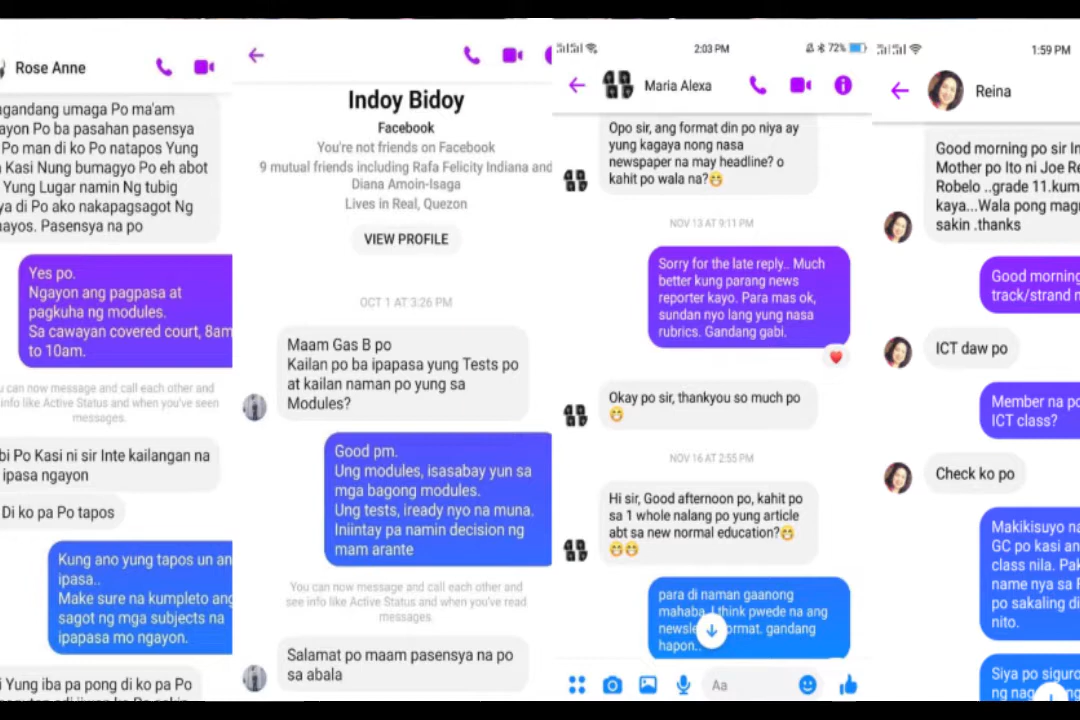 Rose Anne
Po ma'am
Po ba pasahan pasensya
Po man di ko Po natapos Yung
Kasi Nung bumagyo Po eh abot
Yung Lugar namin Ng tubig
di Po ako nakapagsagot Ng
Pasensya na po
Yes po.
Ngayon ang pagpasa at
pagkuha ng modules.
Sa cawayan covered court, 8am
to 10am.
can now message and call each other and
info like Active Status and when you've seen
messages.
Po Kasi ni sir Inte kailangan na
ipasa ngayon
Di ko pa Po tapos
Kung ano yung tapos un
ipasa..
Make sure na kumpleto ang
sagot ng mga subjects na
ipapasa mo ngayon.
Yung iba pa pong di ko pa Po
Indoy Bidoy
Facebook
You're not friends on Facebook
9 mutual friends including Rafa Felicity Indiana and
Diana Amoin-Isaga
Lives in Real, Quezon
VIEW PROFILE
OCT 1 AT 3:26 PM
Maam Gas B po
Kailan po ba ipapasa yung Tests po
at kailan naman po yung sa
Modules?
Good pm.
Ung modules, isasabay yun sa
mga bagong modules.
Ung tests, iready nyo na muna.
Iniintay pa namin decision ng
mam arante
You can now message and call each other and
see info like Active Status and when you've read
messages.
Salamat po maam pasensya na po
sa abala
2:03 PM
72%
Maria Alexa
Opo sir, ang format din po niya ay
yung kagaya nong nasa
newspaper na may headline? o
kahit po wala na?😁
NOV 13 AT 9:11 PM
Sorry for the late reply.. Much
better kung parang news
reporter kayo. Para mas ok,
sundan nyo lang yung nasa
rubrics. Gandang gabi.
Okay po sir, thankyou so much po
😁
NOV 16 AT 2:55 PM
Hi sir, Good afternoon po, kahit po
sa 1 whole nalang po yung article
abt sa new normal education?😁
😁😁
para di naman gaanong
mahaba. I think pwede na ang
gandang
hapon..
Aa
1:59 PM
Reina
Good morning po sir
Mother po Ito ni Joe
Robelo ..grade 11.
kaya...Wala pong
sakin .thanks
Good morning
track/strand
ICT daw po
Member na
ICT class?
Check ko po
Makikisuyo
GC po kasi
class nila.
name nya sa
po sakaling
nito.
Siya po
ng